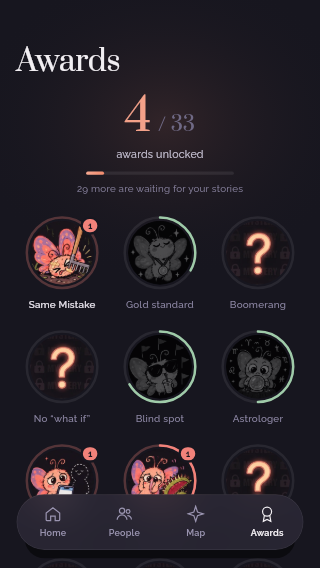 Awards
4 / 33
awards unlocked
29 more are waiting for your stories
1
Same Mistake
Gold standard
?
Boomerang
?
No “what if”
Blind spot
Astrologer
1
1
?
Home
People
Map
Awards